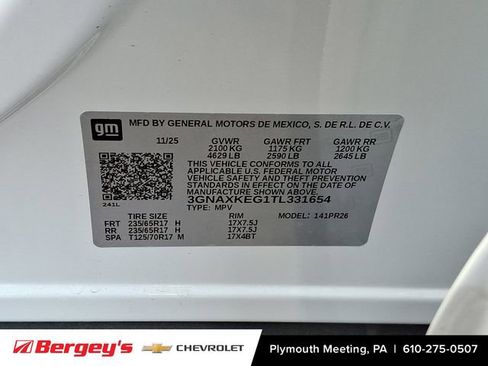 gm
MFD BY GENERAL MOTORS DE MEXICO, S. DE R.L. DE C.V.
11/25 GVWR GAWR FRT GAWR RR
2100 KG 1175 KG 1200 KG
4629 LB 2590 LB 2645 LB
THIS VEHICLE CONFORMS TO ALL
APPLICABLE U.S. FEDERAL MOTOR
VEHICLE SAFETY AND THEFT
PREVENTION STANDARDS IN EFFECT ON
THE DATE OF MANUFACTURE SHOWN ABOVE.
3GNAXKEG1TL331654
241L
TYPE: MPV
TIRE SIZE RIM MODEL: 141PR26
FRT 235/65R17 H 17X7.5J
RR 235/65R17 H 17X7.5J
SPA T125/70R17 M 17X4BT
Bergey's CHEVROLET Plymouth Meeting, PA | 610-275-0507